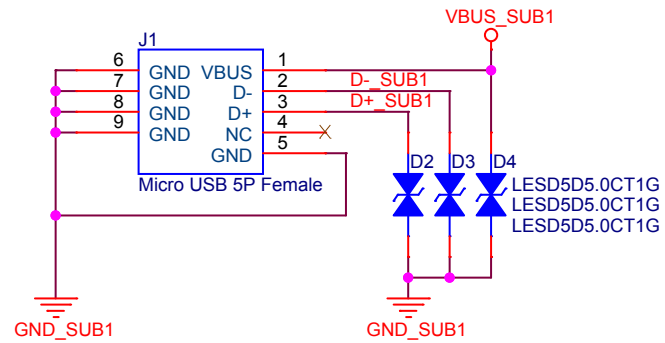 VBUS_SUB1
J1
6 GND VBUS 1
7 GND D- 2 D-_SUB1
8 GND D+ 3 D+_SUB1
9 GND NC 4
GND 5
Micro USB 5P Female
D2 D3 D4
LESD5D5.0CT1G
LESD5D5.0CT1G
LESD5D5.0CT1G
GND_SUB1 GND_SUB1